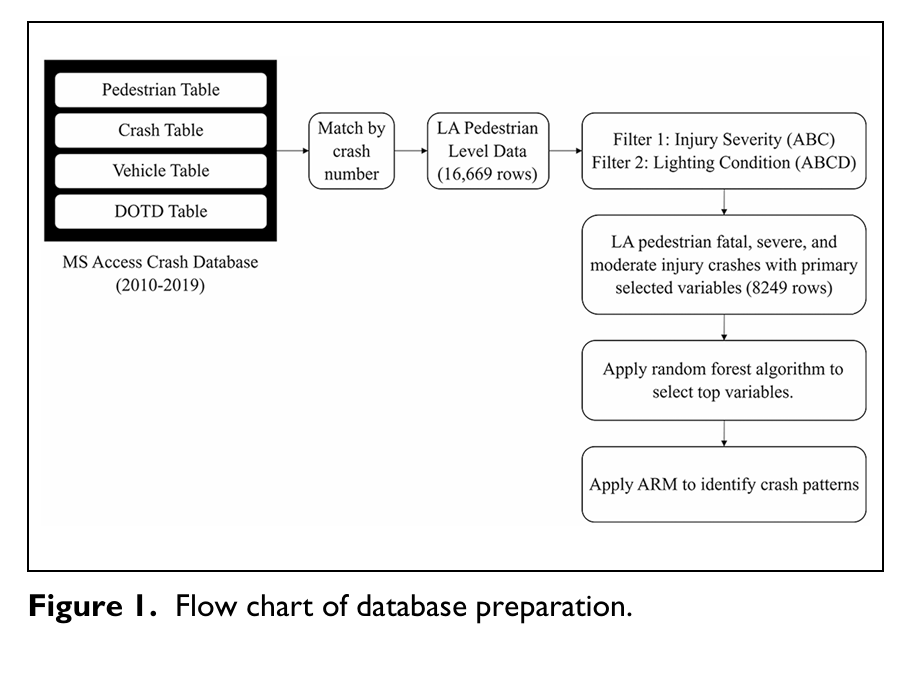 Pedestrian Table
Crash Table
Vehicle Table
DOTD Table
MS Access Crash Database
(2010-2019)
Match by
crash
number
LA Pedestrian
Level Data
(16,669 rows)
Filter 1: Injury Severity (ABC)
Filter 2: Lighting Condition (ABCD)
LA pedestrian fatal, severe, and
moderate injury crashes with primary
selected variables (8249 rows)
Apply random forest algorithm to
select top variables.
Apply ARM to identify crash patterns
Figure 1. Flow chart of database preparation.